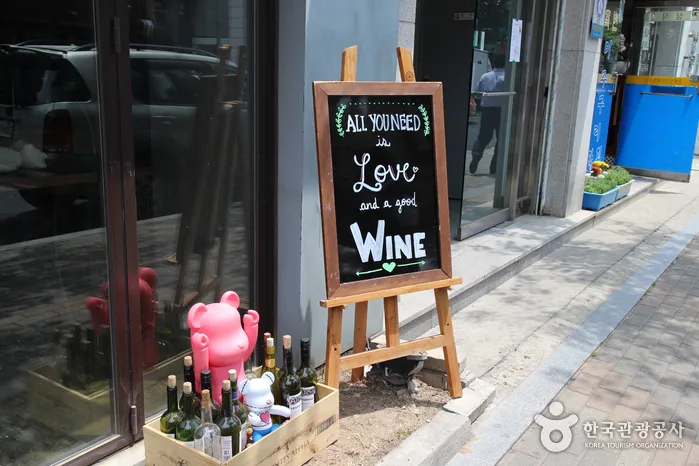 ALL YOU NEED
is
Love
and a good
WINE
한국관광공사
KOREA TOURISM ORGANIZATION